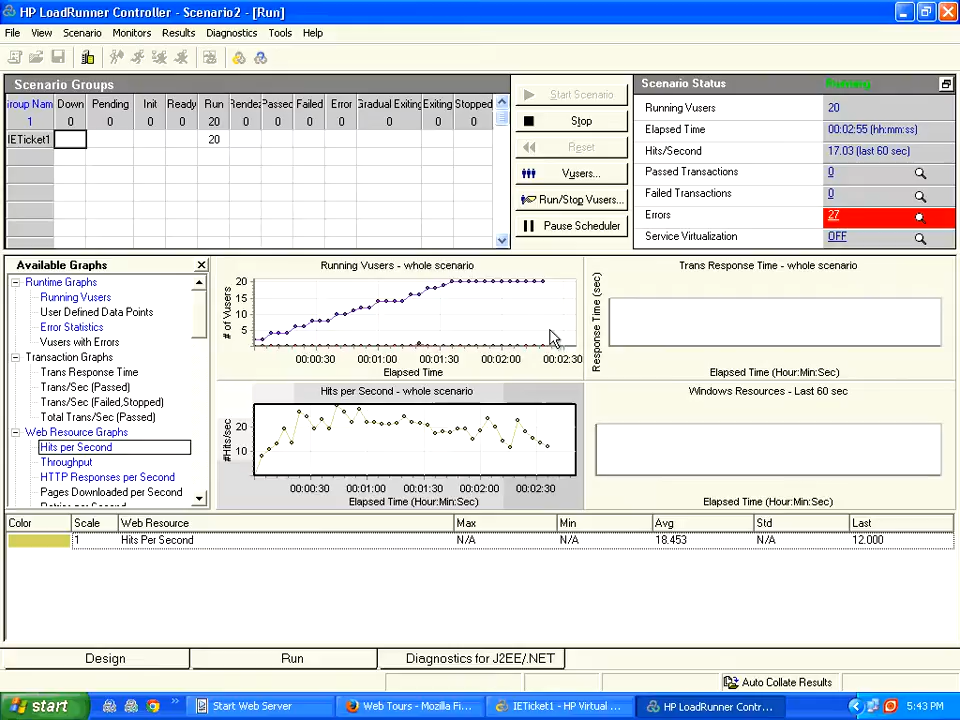 HP LoadRunner Controller - Scenario2 - [Run]
File View Scenario Monitors Results Diagnostics Tools Help
Scenario Groups
Group Name Down Pending Init Ready Run Rendez Passed Failed Error Gradual Exiting Exiting Stopped
1 0 0 0 0 20 0 0 0 0 0 0 0
IETicket1 20
Start Scenario
Stop
Reset
Vusers...
Run/Stop Vusers...
Pause Scheduler
Scenario Status Running
Running Vusers 20
Elapsed Time 00:02:55 (hh:mm:ss)
Hits/Second 17.03 (last 60 sec)
Passed Transactions 0
Failed Transactions 0
Errors 27
Service Virtualization OFF
Available Graphs
Runtime Graphs
Running Vusers
User Defined Data Points
Error Statistics
Vusers with Errors
Transaction Graphs
Trans Response Time
Trans/Sec (Passed)
Trans/Sec (Failed,Stopped)
Total Trans/Sec (Passed)
Web Resource Graphs
Hits per Second
Throughput
HTTP Responses per Second
Pages Downloaded per Second
Running Vusers - whole scenario
# of Vusers
20
15
10
5
00:00:30 00:01:00 00:01:30 00:02:00 00:02:30
Elapsed Time
Trans Response Time - whole scenario
Response Time (sec)
Elapsed Time (Hour:Min:Sec)
Hits per Second - whole scenario
#Hits/sec
20
10
00:00:30 00:01:00 00:01:30 00:02:00 00:02:30
Elapsed Time (Hour:Min:Sec)
Windows Resources - Last 60 sec
Elapsed Time (Hour:Min:Sec)
Color Scale Web Resource Max Min Avg Std Last
1 Hits Per Second N/A N/A 18.453 N/A 12.000
Design Run Diagnostics for J2EE/.NET
Auto Collate Results
start Start Web Server Web Tours - Mozilla Fi... IETicket1 - HP Virtual ... HP LoadRunner Contr... 5:43 PM